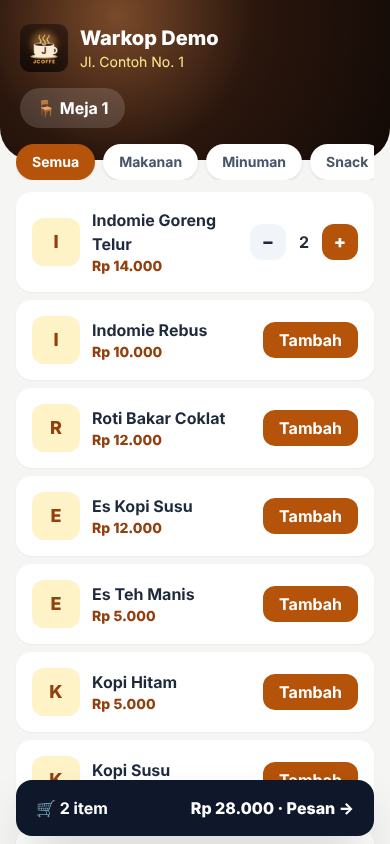 JCOFFE
Warkop Demo
Jl. Contoh No. 1
🪑 Meja 1
Semua
Makanan
Minuman
Snack
I
Indomie Goreng
Telur
Rp 14.000
−
2
+
I
Indomie Rebus
Rp 10.000
Tambah
R
Roti Bakar Coklat
Rp 12.000
Tambah
E
Es Kopi Susu
Rp 12.000
Tambah
E
Es Teh Manis
Rp 5.000
Tambah
K
Kopi Hitam
Rp 5.000
Tambah
K
Kopi Susu
Tambah
🛒 2 item
Rp 28.000 · Pesan →